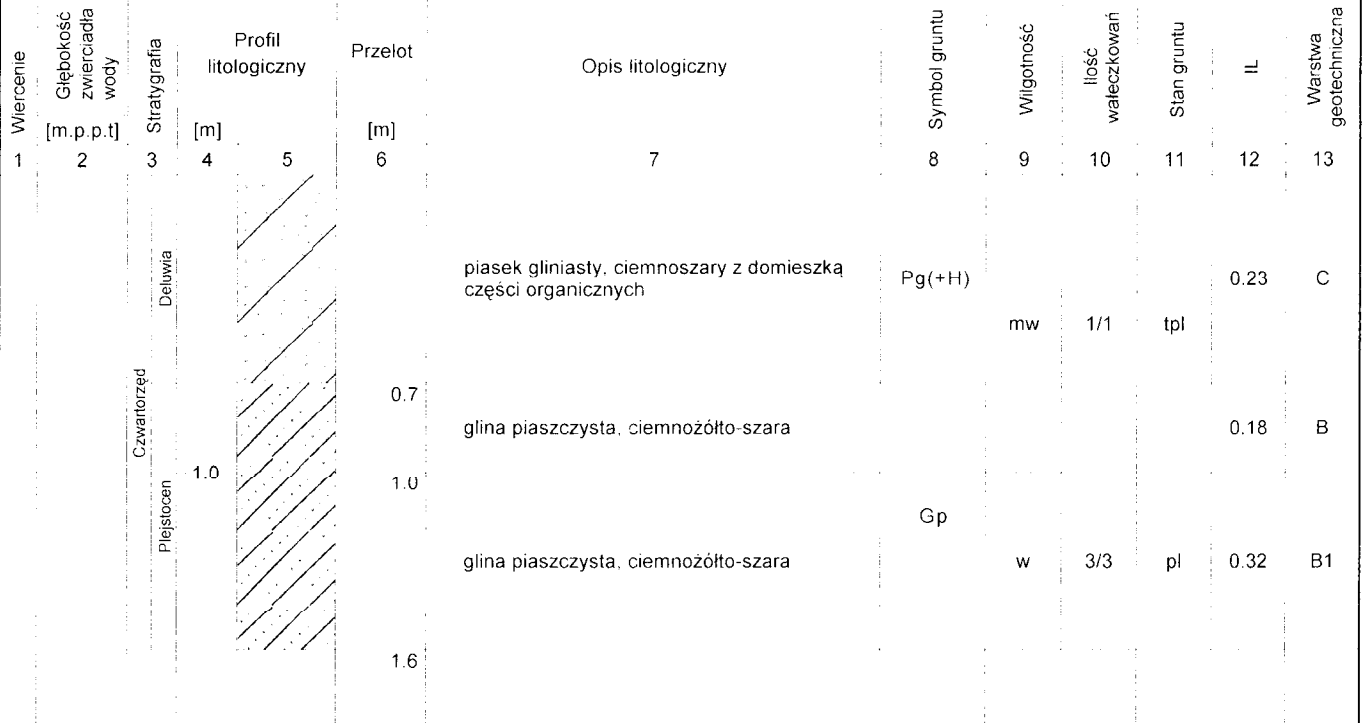 Wiercenie
Głębokość
zwierciadła
wody
[m.p.p.t]
Stratygrafia
Profil
litologiczny
[m]
Przelot
[m]
Opis litologiczny
Symbol gruntu
Wilgotność
Ilość
wałeczkowań
Stan gruntu
IL
Warstwa
geotechniczna
1 2 3 4 5 6 7 8 9 10 11 12 13
Deluwia
piasek gliniasty, ciemnoszary z domieszką
części organicznych
Pg(+H)
0.23
C
mw
1/1
tpl
Czwartorzęd
0.7
glina piaszczysta, ciemnożółto-szara
0.18
B
1.0
1.0
Plejstocen
Gp
glina piaszczysta, ciemnożółto-szara
w
3/3
pl
0.32
B1
1.6